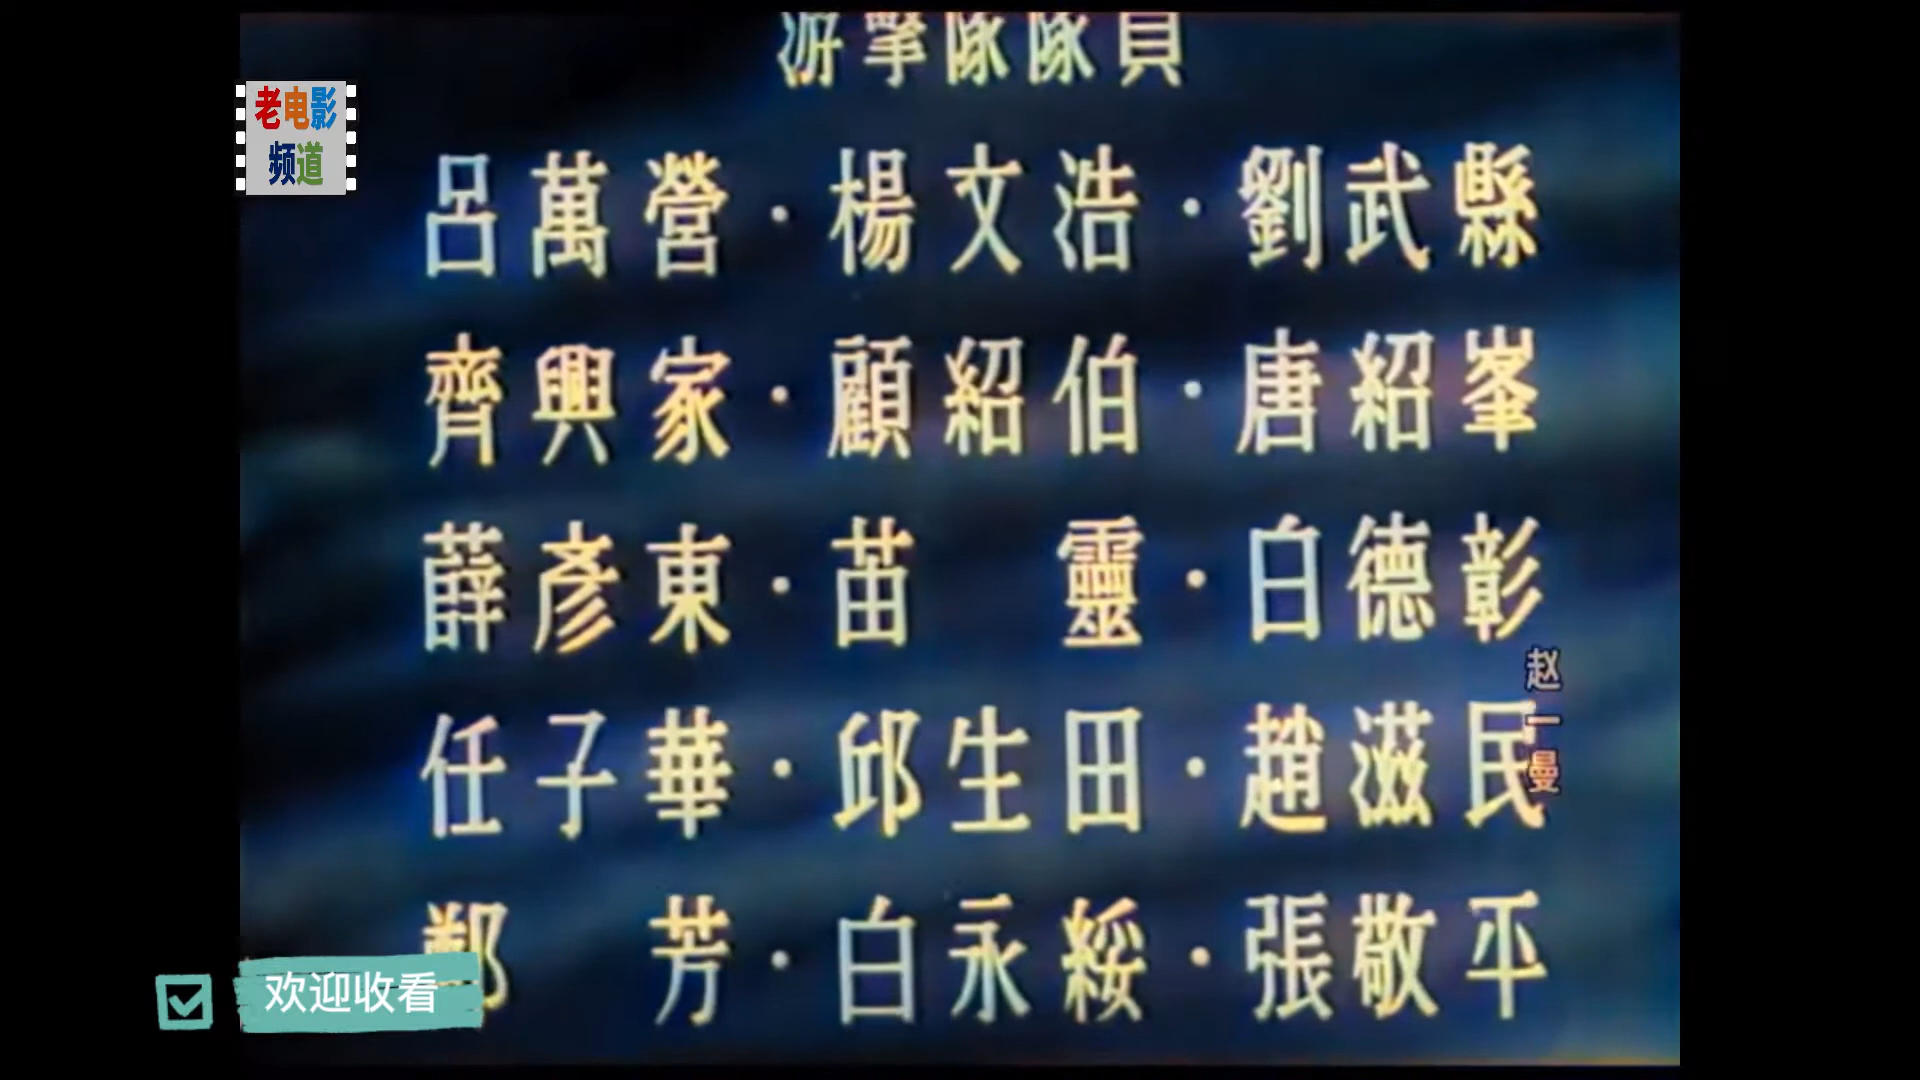 游擊隊隊員
老电影
频道
呂萬營·楊文浩·劉武縣
齊興家·顧紹伯·唐紹峯
薛彥東·苗 靈·白德彰
任子華·邱生田·趙滋民
赵一曼
芳·白永綏·張敬平
欢迎收看